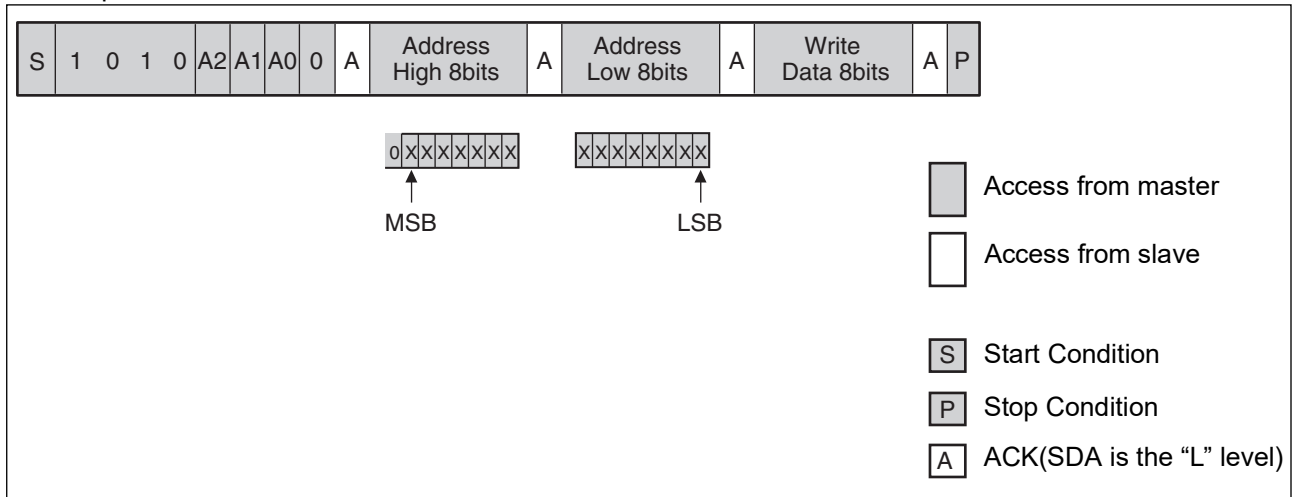 S 1 0 1 0 A2 A1 A0 0 A Address High 8bits A Address Low 8bits A Write Data 8bits A P
0 X X X X X X X X X X X X X X X
MSB LSB
Access from master
Access from slave
S Start Condition
P Stop Condition
A ACK(SDA is the “L” level)